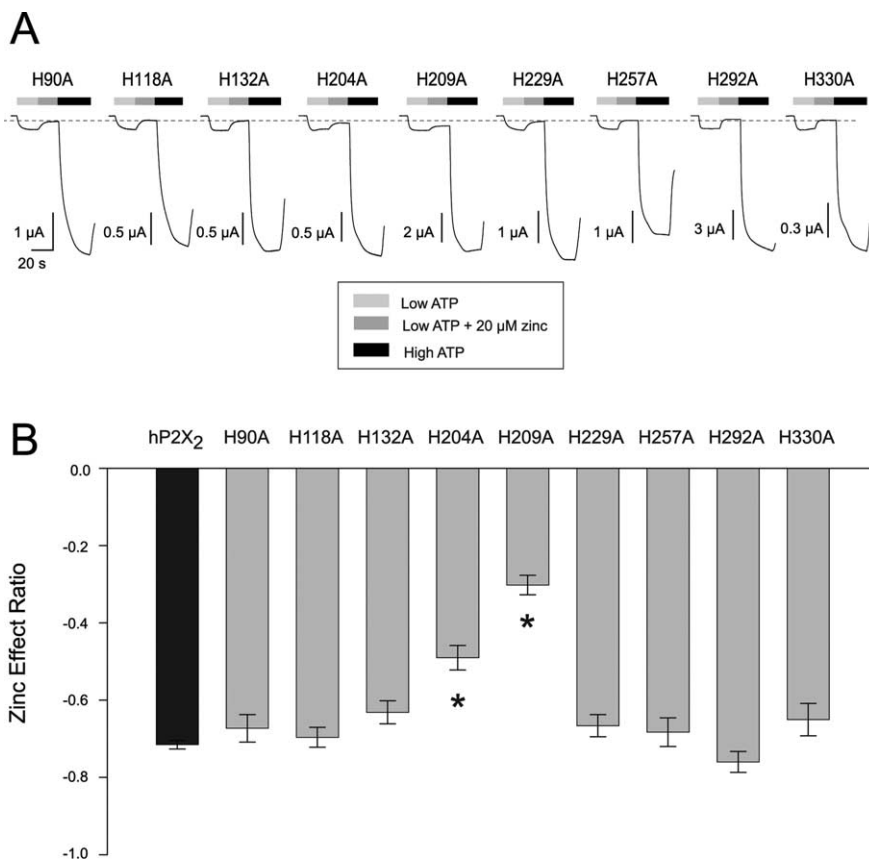 A
H90A H118A H132A H204A H209A H229A H257A H292A H330A
1 µA 0.5 µA 0.5 µA 0.5 µA 2 µA 1 µA 1 µA 3 µA 0.3 µA
20 s
Low ATP
Low ATP + 20 µM zinc
High ATP
B
hP2X2 H90A H118A H132A H204A H209A H229A H257A H292A H330A
0.0
-0.2
-0.4
-0.6
-0.8
-1.0
Zinc Effect Ratio
*
*